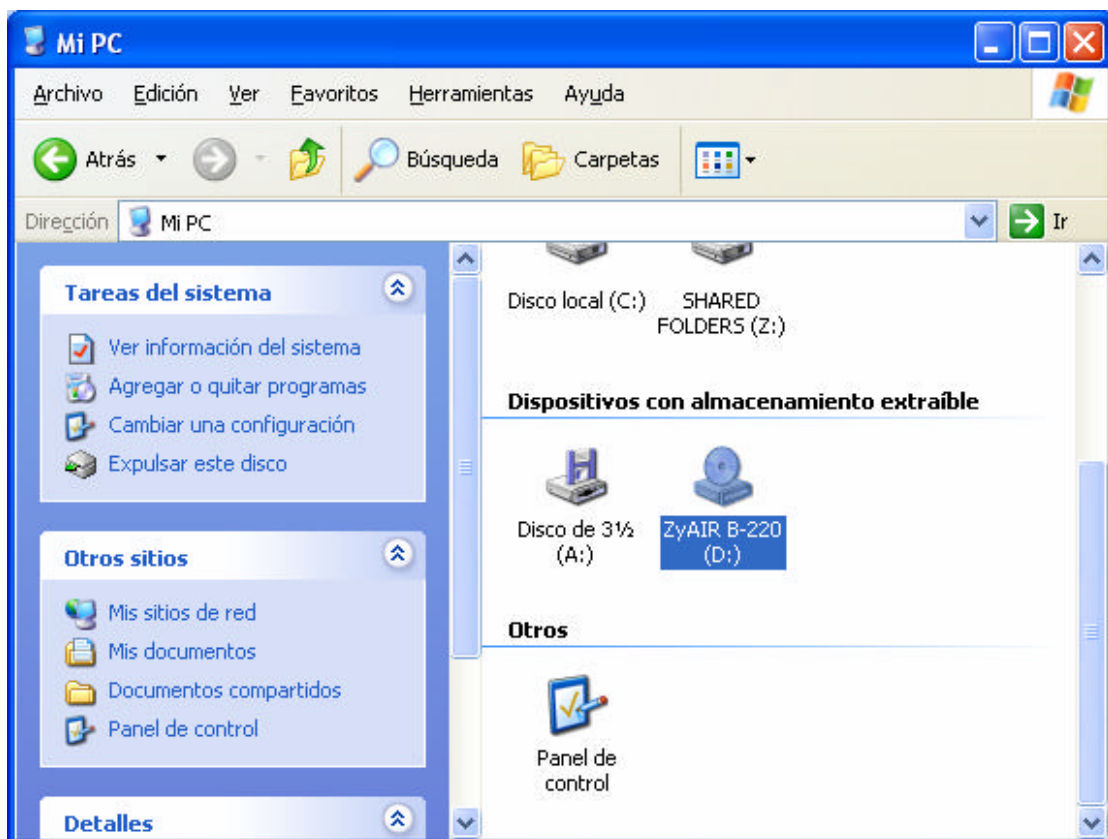 Mi PC
Archivo Edición Ver Favoritos Herramientas Ayuda
Atrás Búsqueda Carpetas
Dirección Mi PC Ir
Tareas del sistema
Ver información del sistema
Agregar o quitar programas
Cambiar una configuración
Expulsar este disco
Otros sitios
Mis sitios de red
Mis documentos
Documentos compartidos
Panel de control
Detalles
Disco local (C:)
SHARED
FOLDERS (Z:)
Dispositivos con almacenamiento extraíble
Disco de 3½
(A:)
ZyAIR B-220
(D:)
Otros
Panel de
control